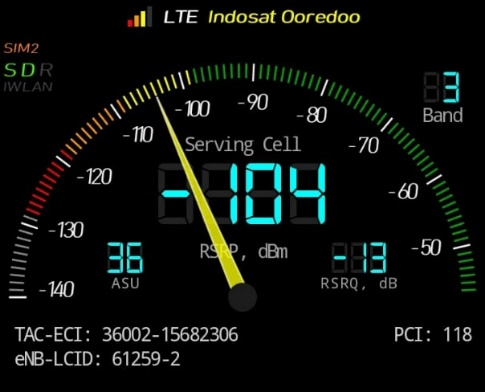 LTE Indosat Ooredoo
SIM2
SDR
IWLAN
3
Band
-140
-130
-120
-110
-100
-90
-80
-70
-60
-50
Serving Cell
-104
RSRP, dBm
36
ASU
-13
RSRQ, dB
TAC-ECI: 36002-15682306
PCI: 118
eNB-LCID: 61259-2